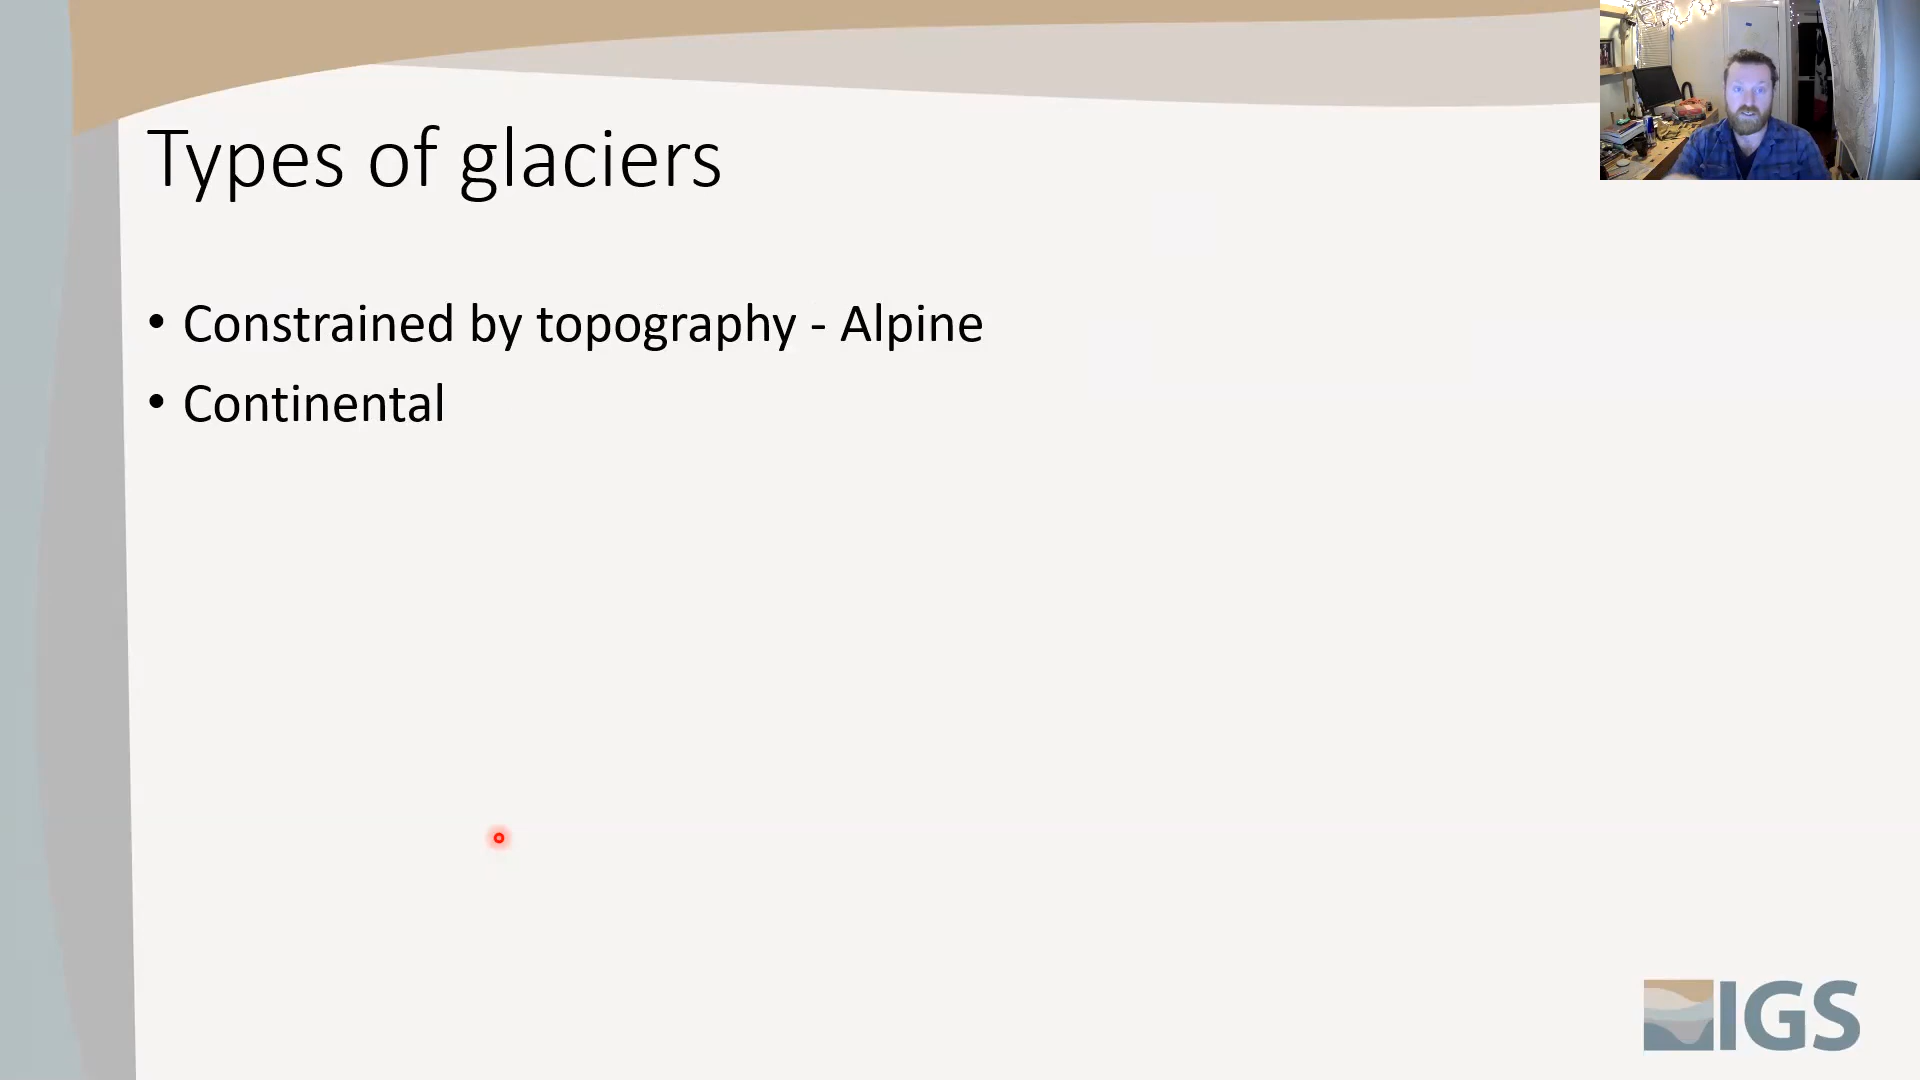 Types of glaciers
• Constrained by topography - Alpine
• Continental
IGS